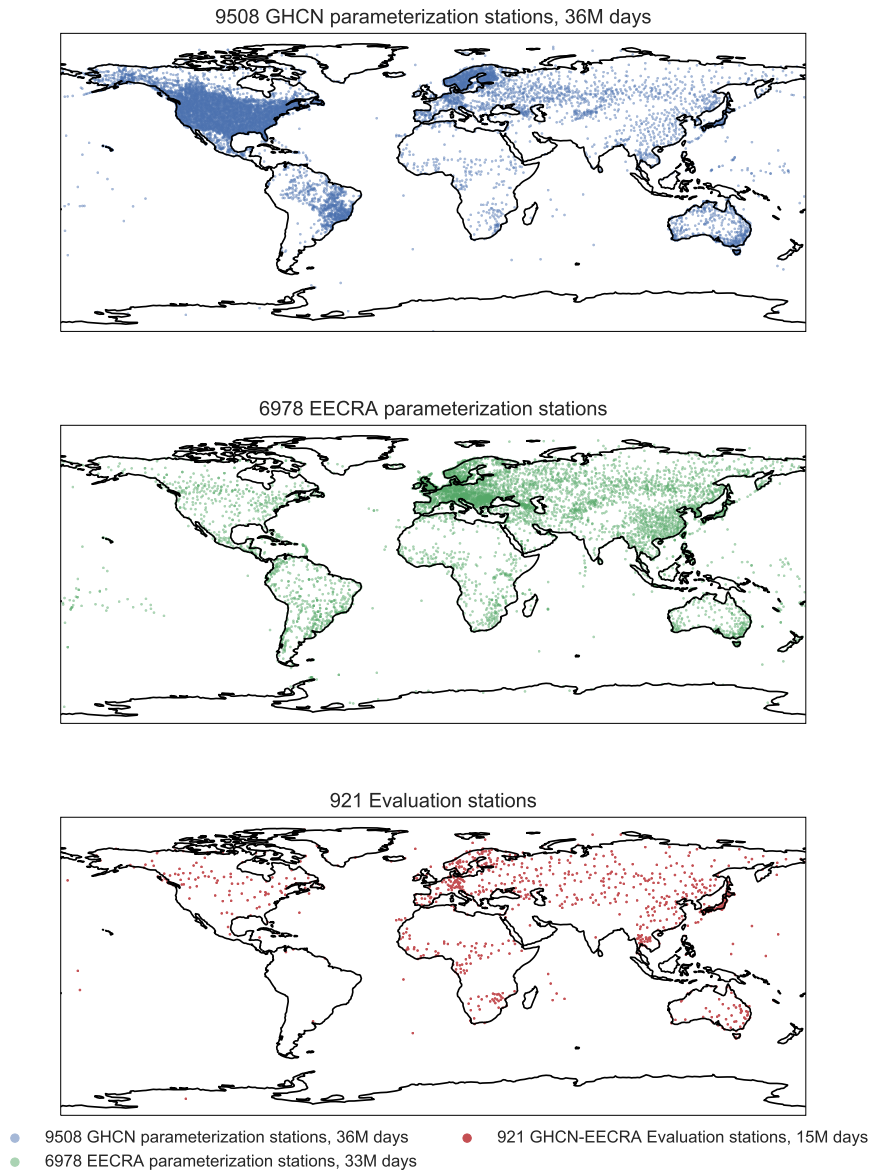 9508 GHCN parameterization stations, 36M days
6978 EECRA parameterization stations
921 Evaluation stations
9508 GHCN parameterization stations, 36M days
6978 EECRA parameterization stations, 33M days
921 GHCN-EECRA Evaluation stations, 15M days